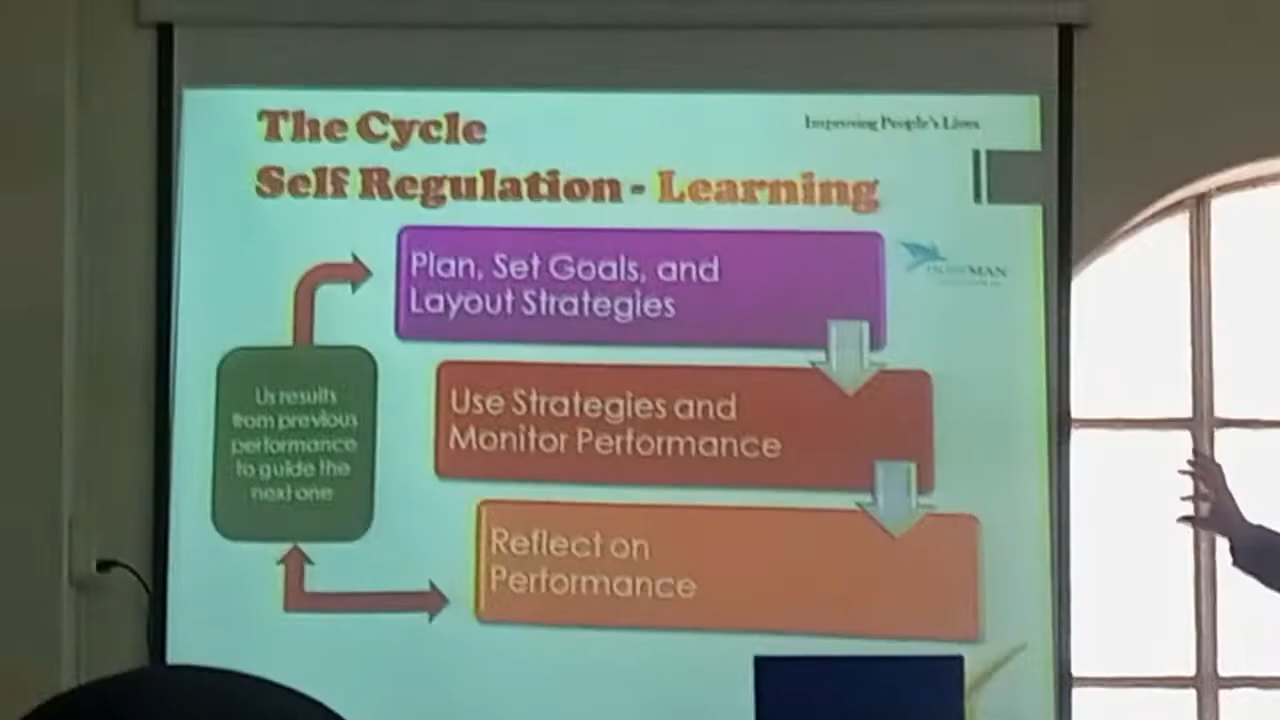 The Cycle
Self Regulation - Learning
Improving People's Lives
Plan, Set Goals, and
Layout Strategies
MAN
Us results
from previous
performance
to guide the
next one
Use Strategies and
Monitor Performance
Reflect on
Performance